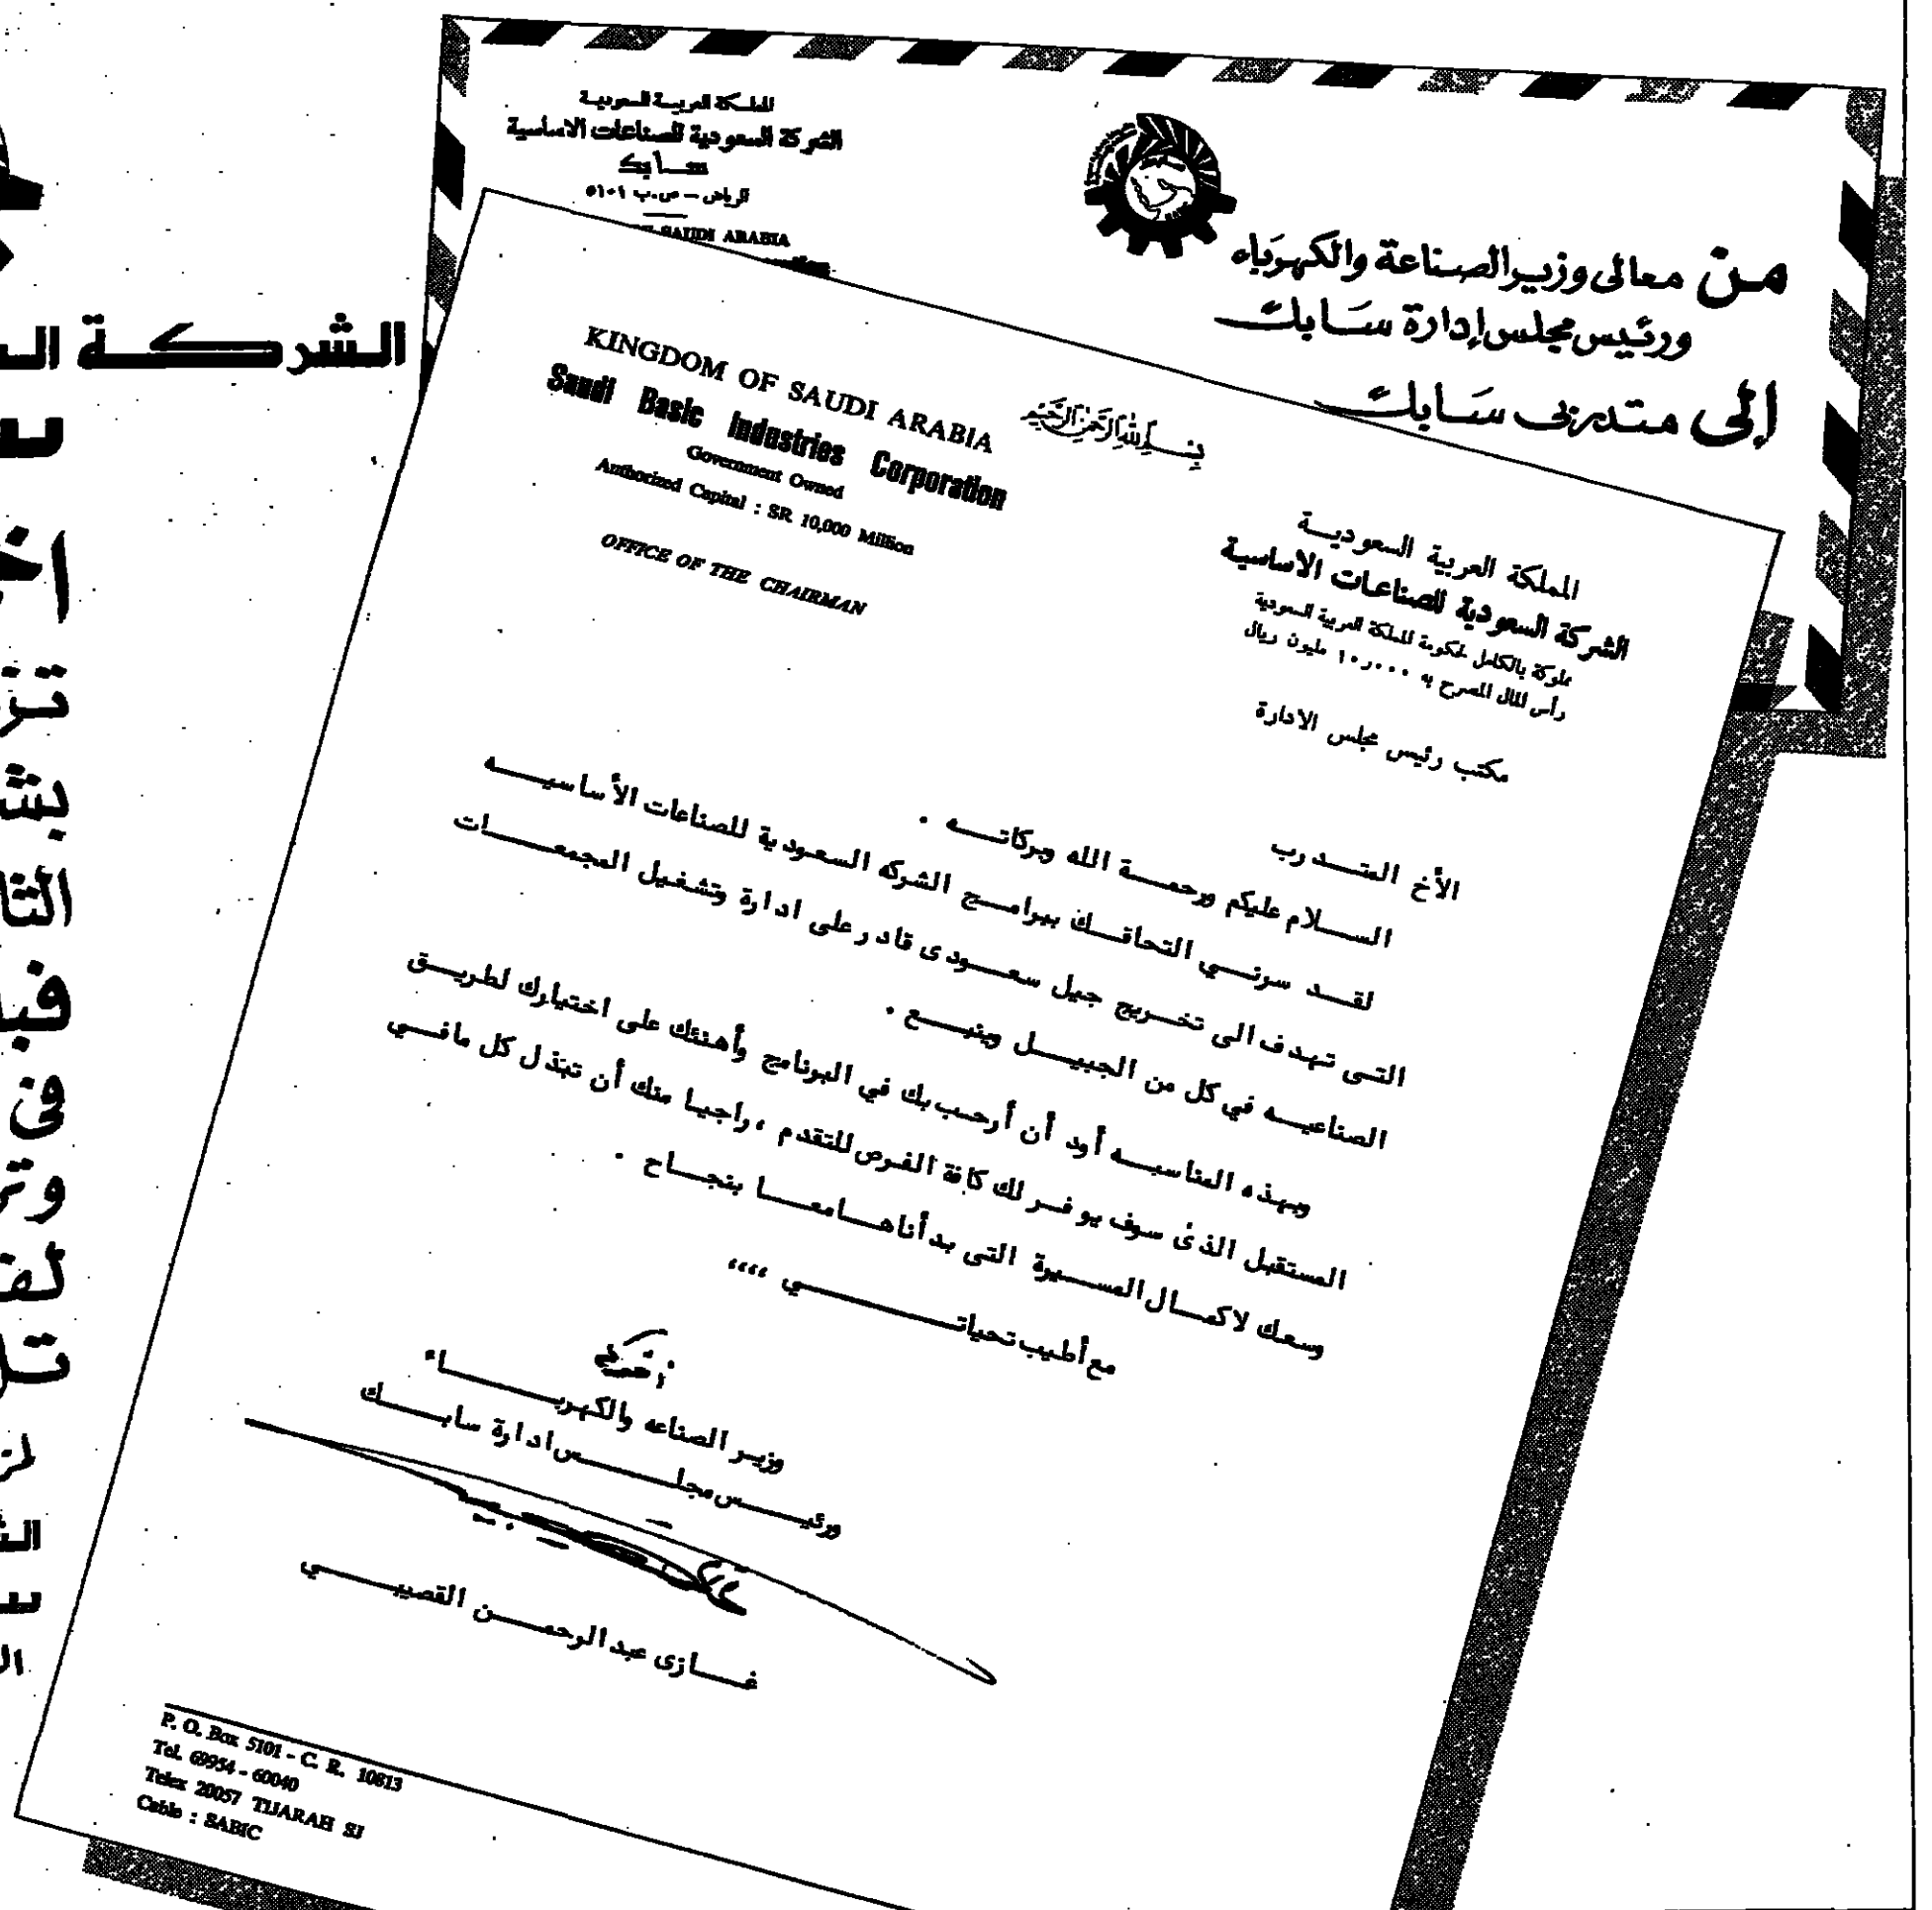 المملكة العربية السعودية
الشركة السعودية للصناعات الاساسية
سابك
الرياض - ص.ب ٥١٠١
SAUDI ARABIA
من معالى وزير الصناعة والكهرباء
ورئيس مجلس إدارة سابك
إلى متدربى سابك
KINGDOM OF SAUDI ARABIA
Saudi Basic Industries Corporation
Government Owned
Authorized Capital : SR. 10,000 Million
OFFICE OF THE CHAIRMAN
بسم الله الرحمن الرحيم
المملكة العربية السعودية
الشركة السعودية للصناعات الاساسية
مملوكة بالكامل لحكومة المملكة العربية السعودية
رأس المال المصرح به ١٠,٠٠٠ مليون ريال
مكتب رئيس مجلس الادارة
الأخ المتدرب
السلام عليكم ورحمة الله وبركاته .
لقد سرني التحاقك ببرامج الشركه السعودية للصناعات الأساسيه
التى تهدف الى تخريج جيل سعودى قادر على ادارة وتشغيل المجمعات
الصناعيه في كل من الجبيل وينبع .
وبهذه المناسبه أود أن أرحب بك في البرنامج وأهنئك على اختيارك لطريق
المستقبل الذى سوف يوفر لك كافة الفرص للتقدم ، راجيا منك أن تبذل كل مافي
وسعك لاكمال المسيرة التى بدأناها معا بنجاح .
مع أطيب تحياتي ،،،،
وزير الصناعه والكهرباء
ورئيس مجلس ادارة سابك
غازى عبدالرحمن القصيبي
P. O. Box 5101 - C. R. 10813
Tel. 69954 - 60040
Telex 20057 TIJARAH SJ
Cable : SABIC
الشركة